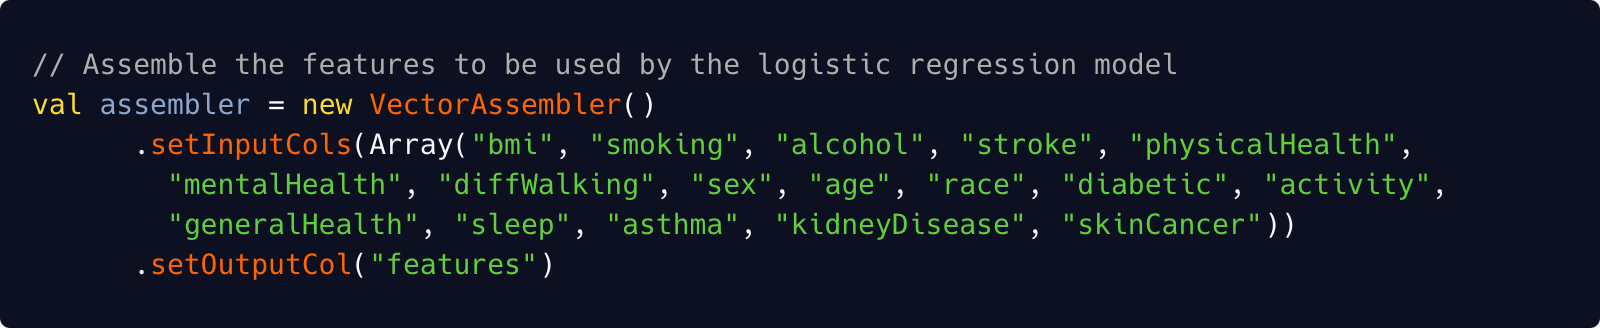 // Assemble the features to be used by the logistic regression model
val assembler = new VectorAssembler()
      .setInputCols(Array("bmi", "smoking", "alcohol", "stroke", "physicalHealth",
        "mentalHealth", "diffWalking", "sex", "age", "race", "diabetic", "activity",
        "generalHealth", "sleep", "asthma", "kidneyDisease", "skinCancer"))
      .setOutputCol("features")